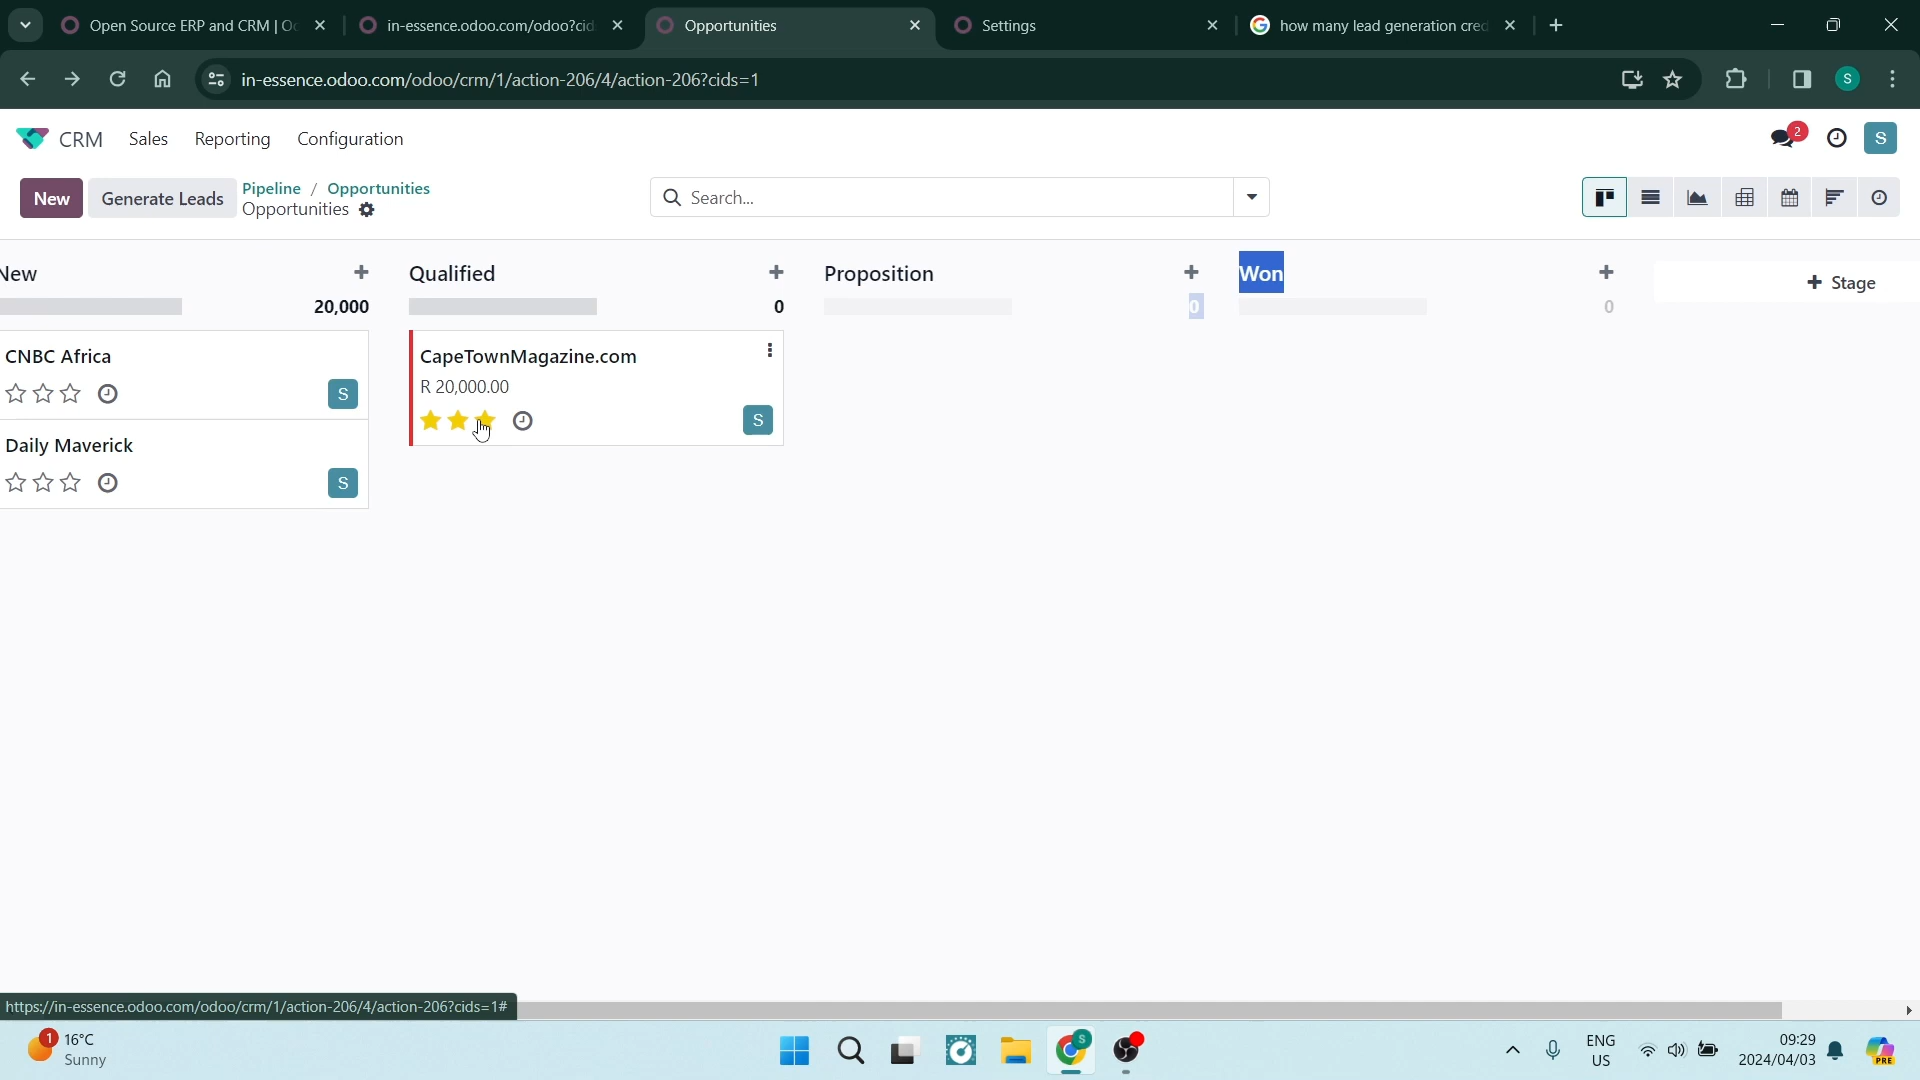 Open Source ERP and CRM | O
in-essence.odoo.com/odoo?cid
Opportunities
Settings
how many lead generation cred
in-essence.odoo.com/odoo/crm/1/action-206/4/action-206?cids=1
S
CRM
Sales
Reporting
Configuration
2
S
New
Generate Leads
Pipeline / Opportunities
Opportunities
Search...
New
20,000
Qualified
0
Proposition
0
Won
0
Stage
CNBC Africa
S
Daily Maverick
S
CapeTownMagazine.com
R 20,000.00
S
https://in-essence.odoo.com/odoo/crm/1/action-206/4/action-206?cids=1#
1
16°C
Sunny
S
ENG
US
09:29
2024/04/03
PRE